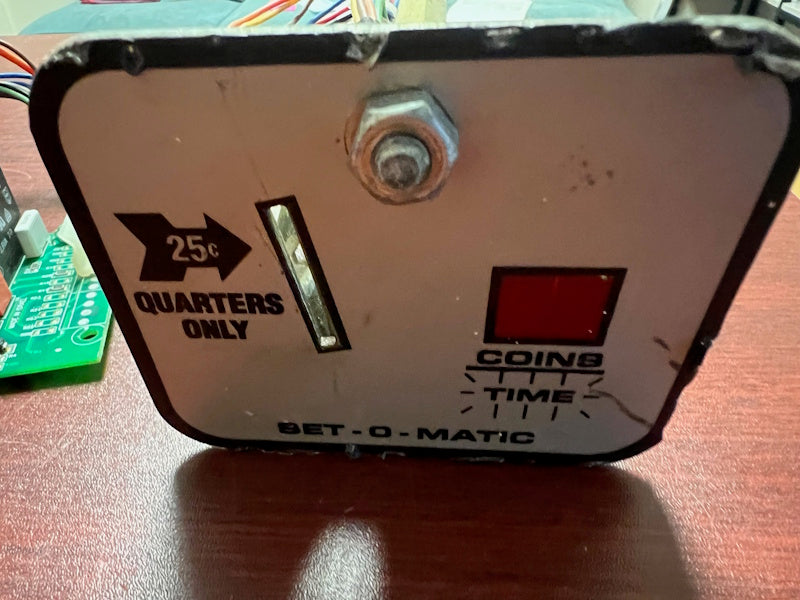 25¢
QUARTERS
ONLY
COINS
TIME
SET-O-MATIC